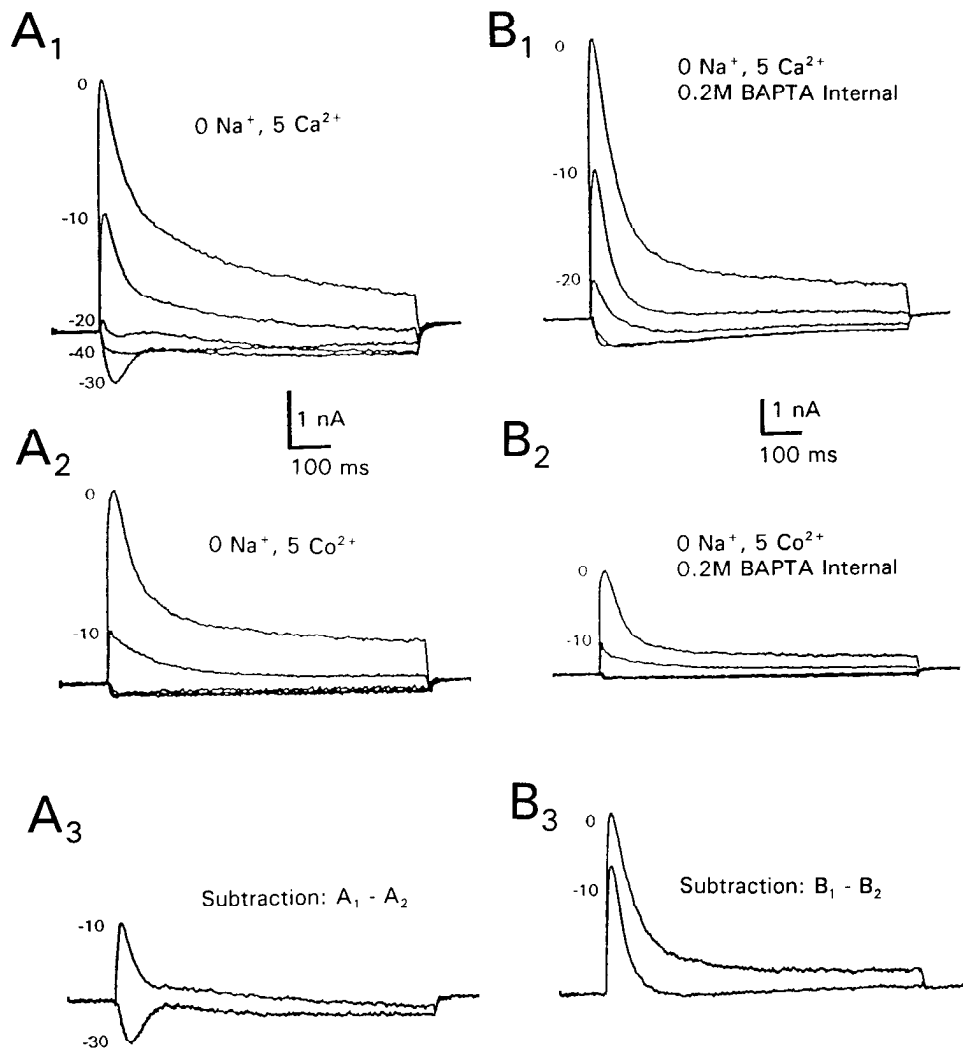 A₁
0 Na⁺, 5 Ca²⁺
0
-10
-20
-40
-30
1 nA
100 ms
B₁
0 Na⁺, 5 Ca²⁺
0.2M BAPTA Internal
0
-10
-20
1 nA
100 ms
A₂
0 Na⁺, 5 Co²⁺
0
-10
B₂
0 Na⁺, 5 Co²⁺
0.2M BAPTA Internal
0
-10
A₃
Subtraction: A₁ - A₂
-10
-30
B₃
Subtraction: B₁ - B₂
0
-10